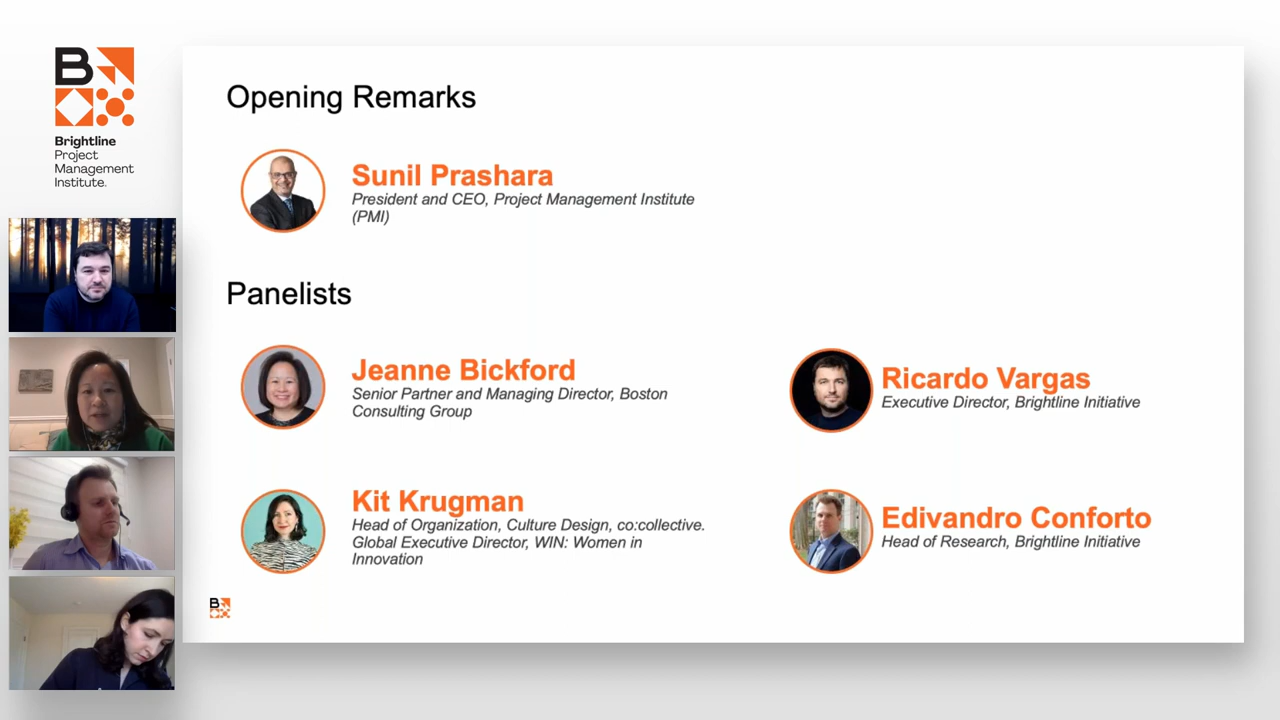 B
Brightline
Project
Management
Institute.
Opening Remarks
Sunil Prashara
President and CEO, Project Management Institute
(PMI)
Panelists
Jeanne Bickford
Senior Partner and Managing Director, Boston
Consulting Group
Ricardo Vargas
Executive Director, Brightline Initiative
Kit Krugman
Head of Organization, Culture Design, co:collective.
Global Executive Director, WIN: Women in
Innovation
Edivandro Conforto
Head of Research, Brightline Initiative
B